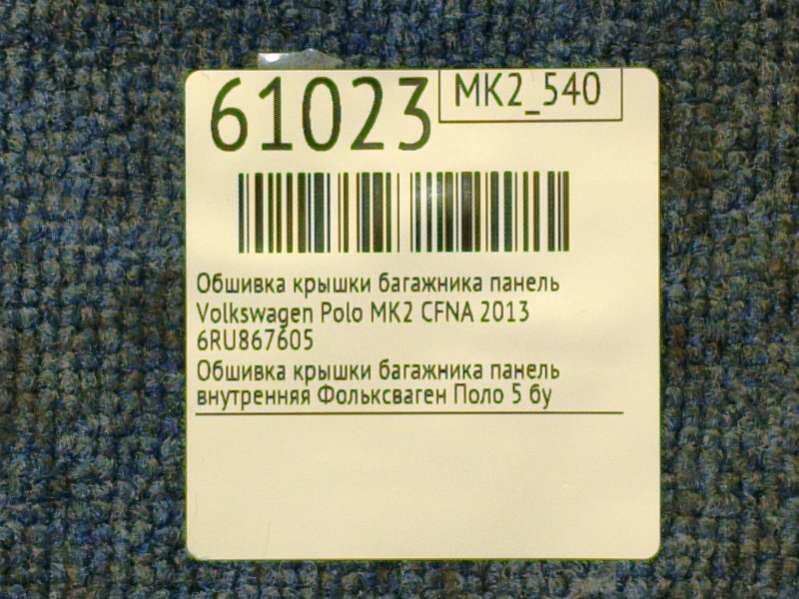 61023
MK2_540
Обшивка крышки багажника панель
Volkswagen Polo MK2 CFNA 2013
6RU867605
Обшивка крышки багажника панель
внутренняя Фольксваген Поло 5 бу